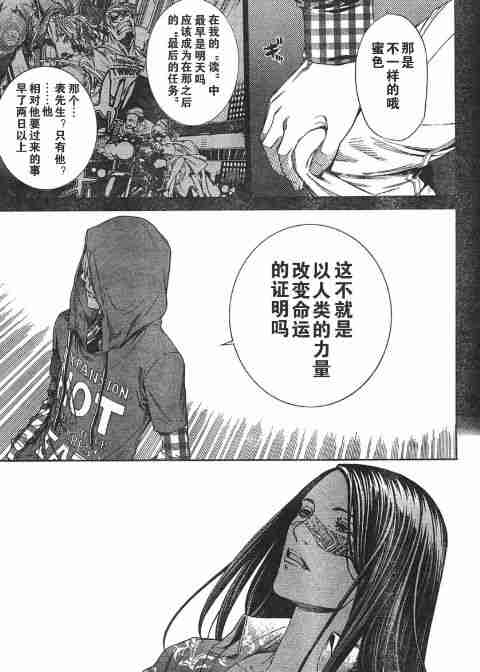 那是
不一样的哦
蜜色
在我的“读”中
最早是明天吗
应该成为在那之后
的“最后的任务”
那个…
表先生？只有他？
……他
相对他要过来的事
早了两日以上
这不就是
以人类的力量
改变命运
的证明吗
EXPANSION
NOT